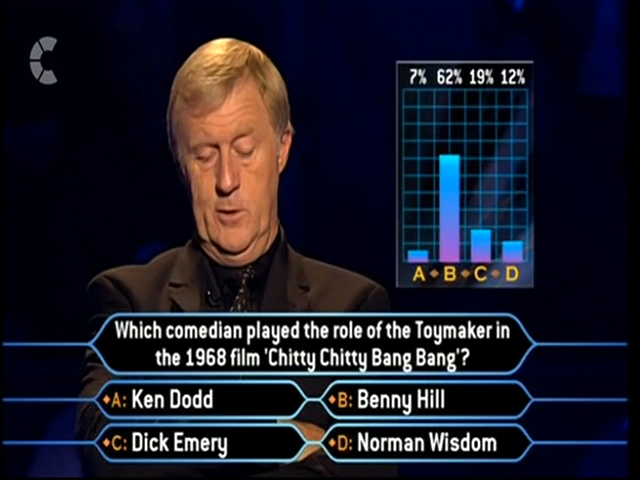 7% 62% 19% 12%
A B C D
Which comedian played the role of the Toymaker in
the 1968 film 'Chitty Chitty Bang Bang'?
A: Ken Dodd
B: Benny Hill
C: Dick Emery
D: Norman Wisdom